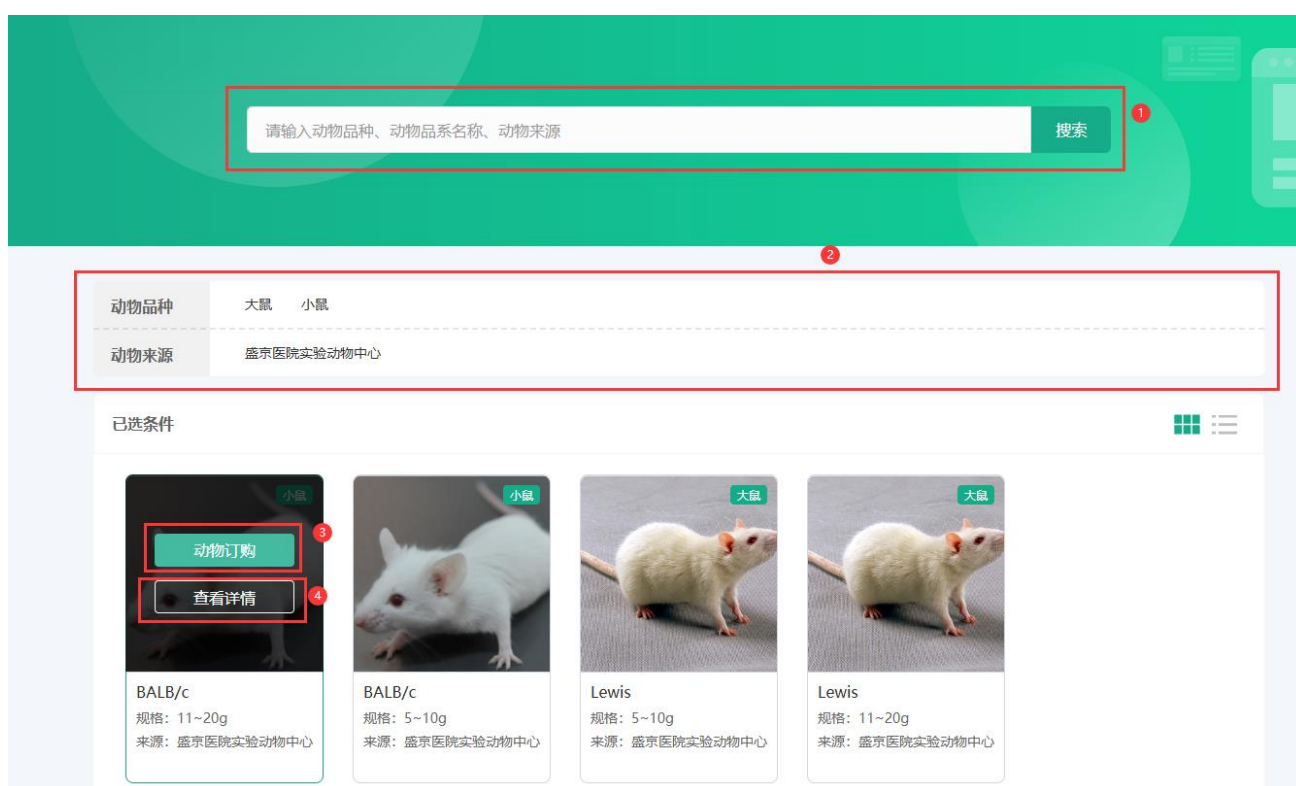 请输入动物品种、动物品系名称、动物来源
搜索
1
2
动物品种
大鼠 小鼠
动物来源
盛京医院实验动物中心
已选条件
小鼠
动物订购
3
查看详情
4
BALB/c
规格：11~20g
来源：盛京医院实验动物中心
小鼠
BALB/c
规格：5~10g
来源：盛京医院实验动物中心
大鼠
Lewis
规格：5~10g
来源：盛京医院实验动物中心
大鼠
Lewis
规格：11~20g
来源：盛京医院实验动物中心